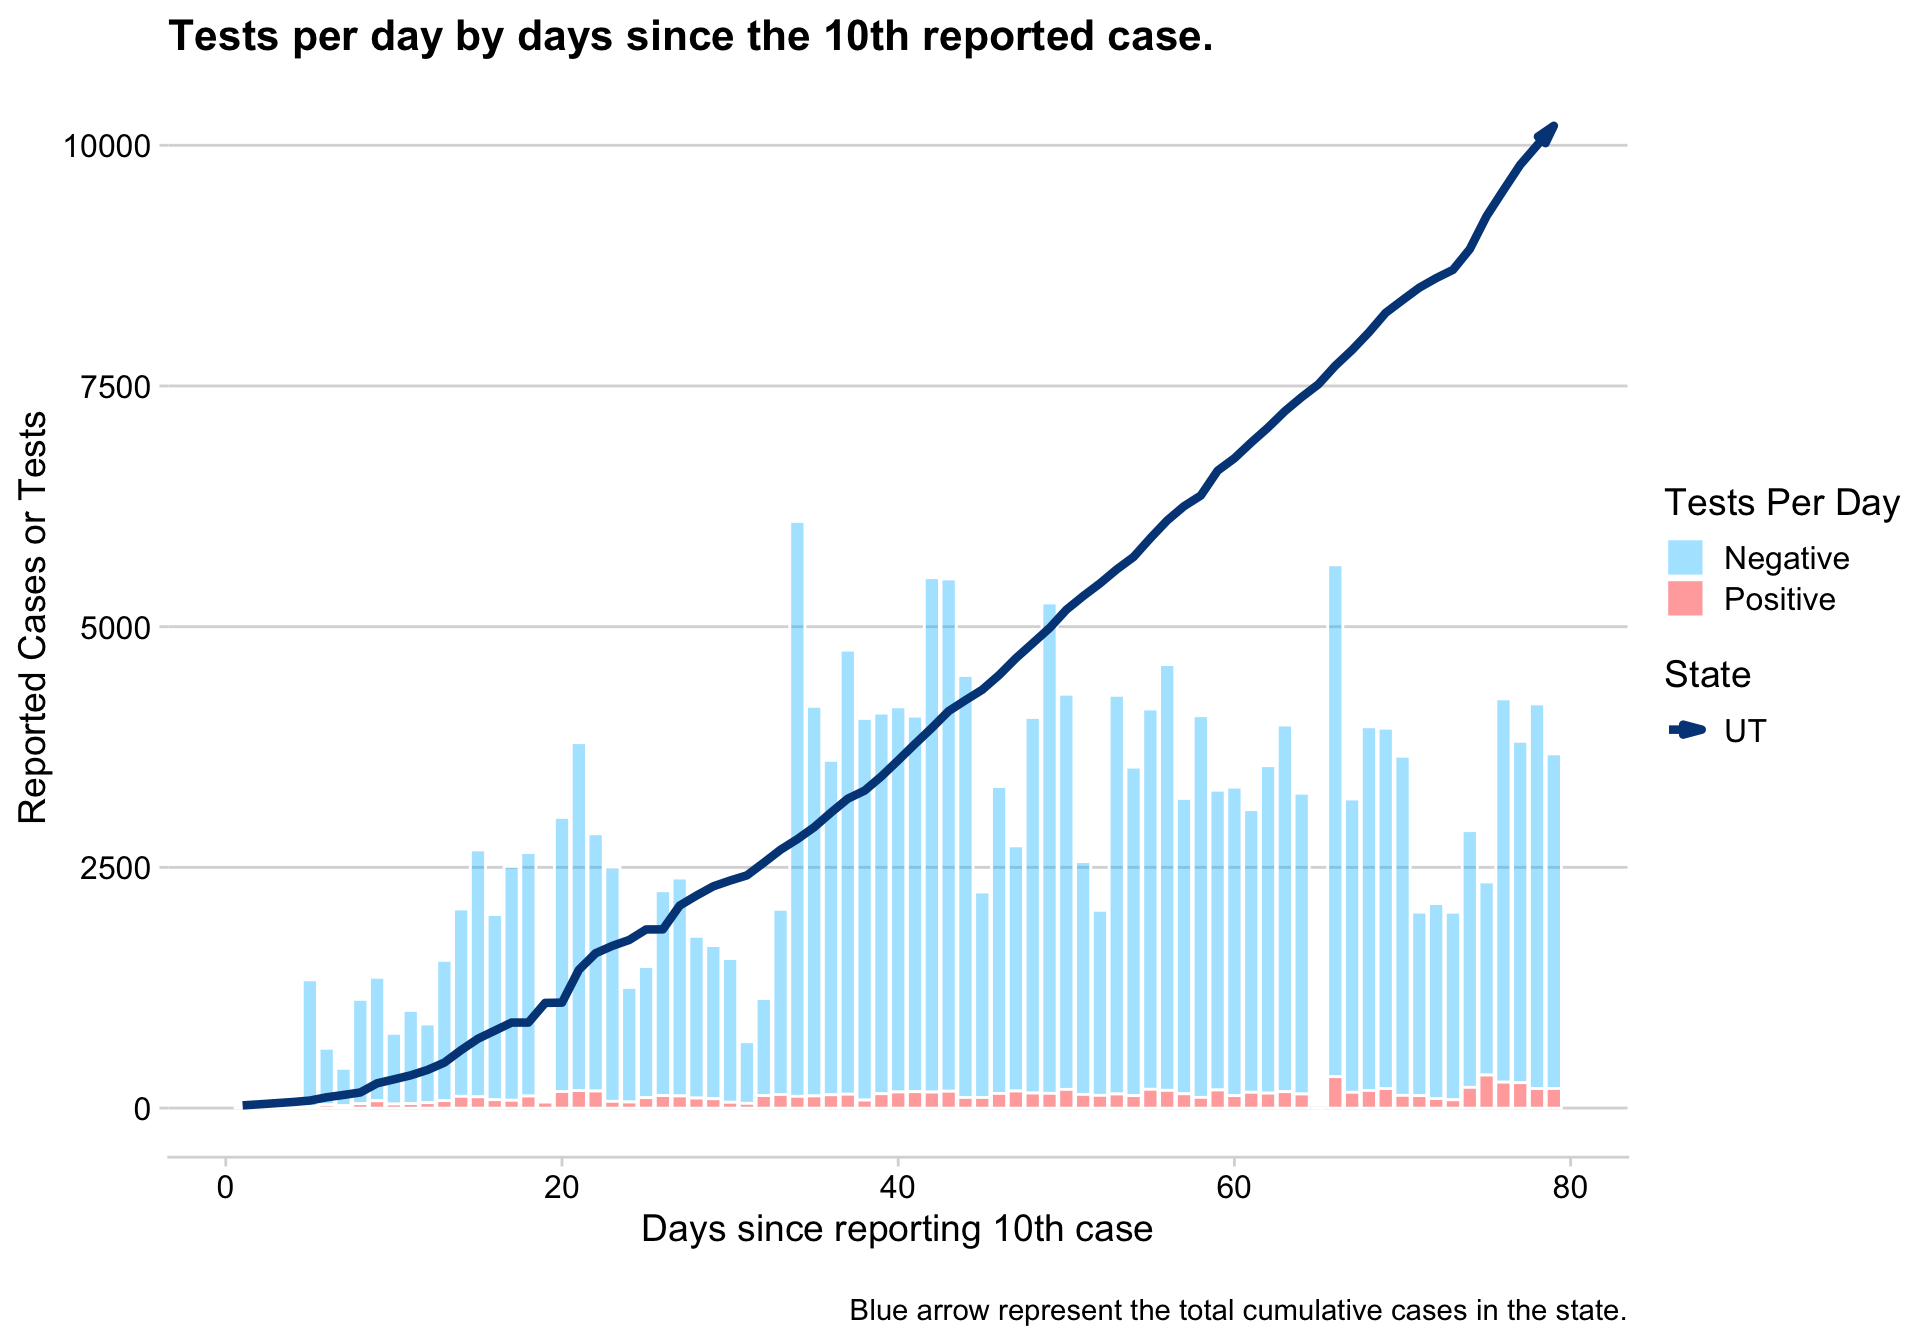 Tests per day by days since the 10th reported case.
10000
7500
5000
2500
0
Reported Cases or Tests
0 20 40 60 80
Days since reporting 10th case
Tests Per Day
Negative
Positive
State
UT
Blue arrow represent the total cumulative cases in the state.